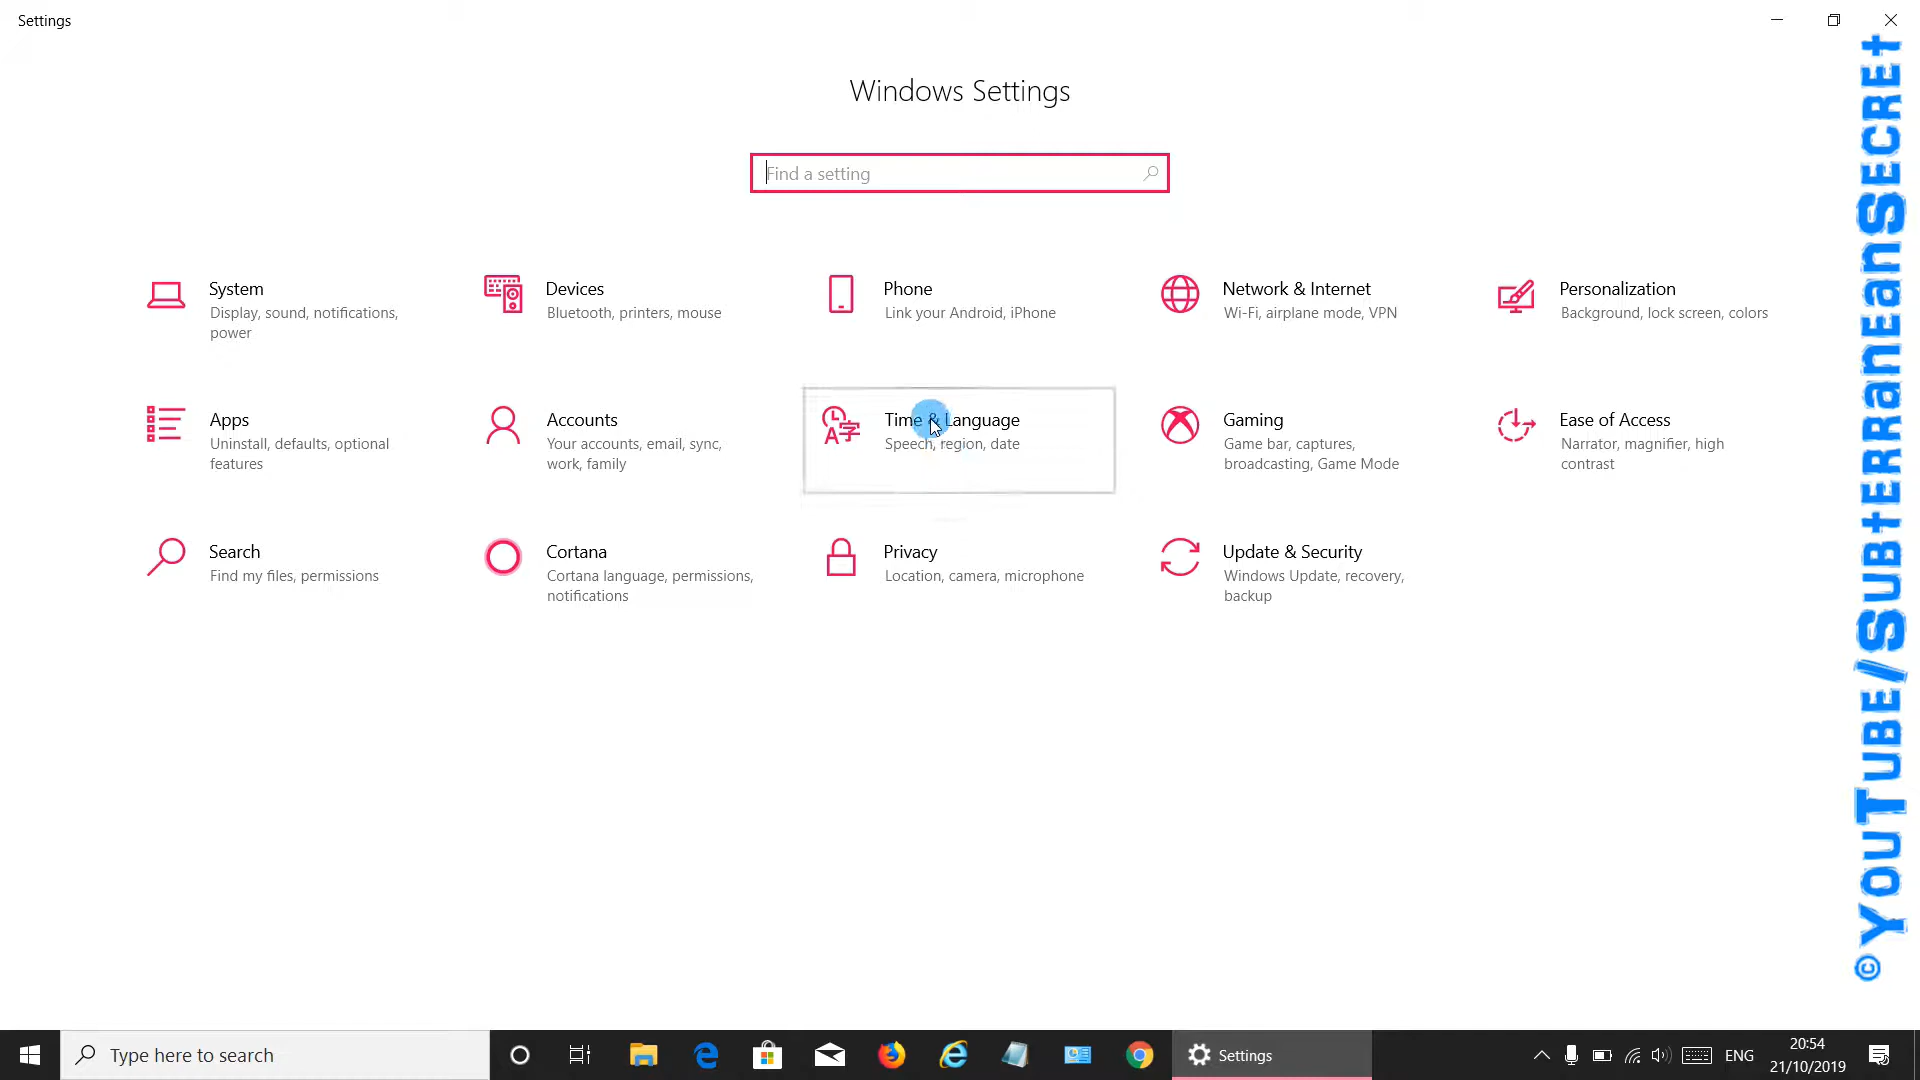 Settings
Windows Settings
Find a setting
System
Display, sound, notifications,
power
Devices
Bluetooth, printers, mouse
Phone
Link your Android, iPhone
Network & Internet
Wi-Fi, airplane mode, VPN
Personalization
Background, lock screen, colors
Apps
Uninstall, defaults, optional
features
Accounts
Your accounts, email, sync,
work, family
Time & Language
Speech, region, date
Gaming
Game bar, captures,
broadcasting, Game Mode
Ease of Access
Narrator, magnifier, high
contrast
Search
Find my files, permissions
Cortana
Cortana language, permissions,
notifications
Privacy
Location, camera, microphone
Update & Security
Windows Update, recovery,
backup
©YouTube/SubterraneanSecret
Type here to search
Settings
ENG
20:54
21/10/2019